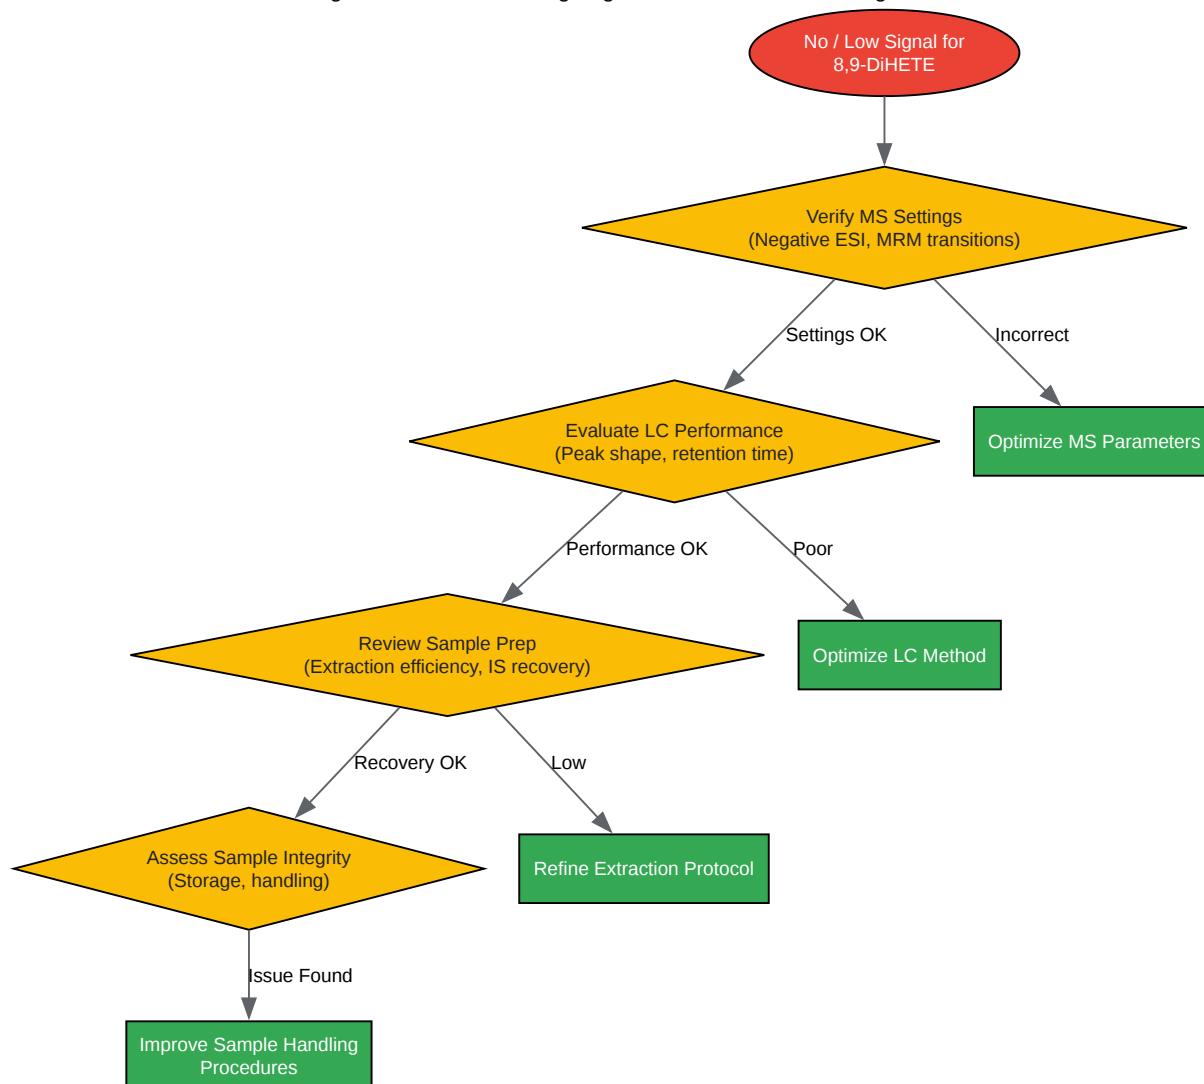 No / Low Signal for
8,9-DiHETE
Verify MS Settings
(Negative ESI, MRM transitions)
Settings OK
Incorrect
Evaluate LC Performance
(Peak shape, retention time)
Optimize MS Parameters
Performance OK
Poor
Review Sample Prep
(Extraction efficiency, IS recovery)
Optimize LC Method
Recovery OK
Low
Assess Sample Integrity
(Storage, handling)
Refine Extraction Protocol
Issue Found
Improve Sample Handling
Procedures